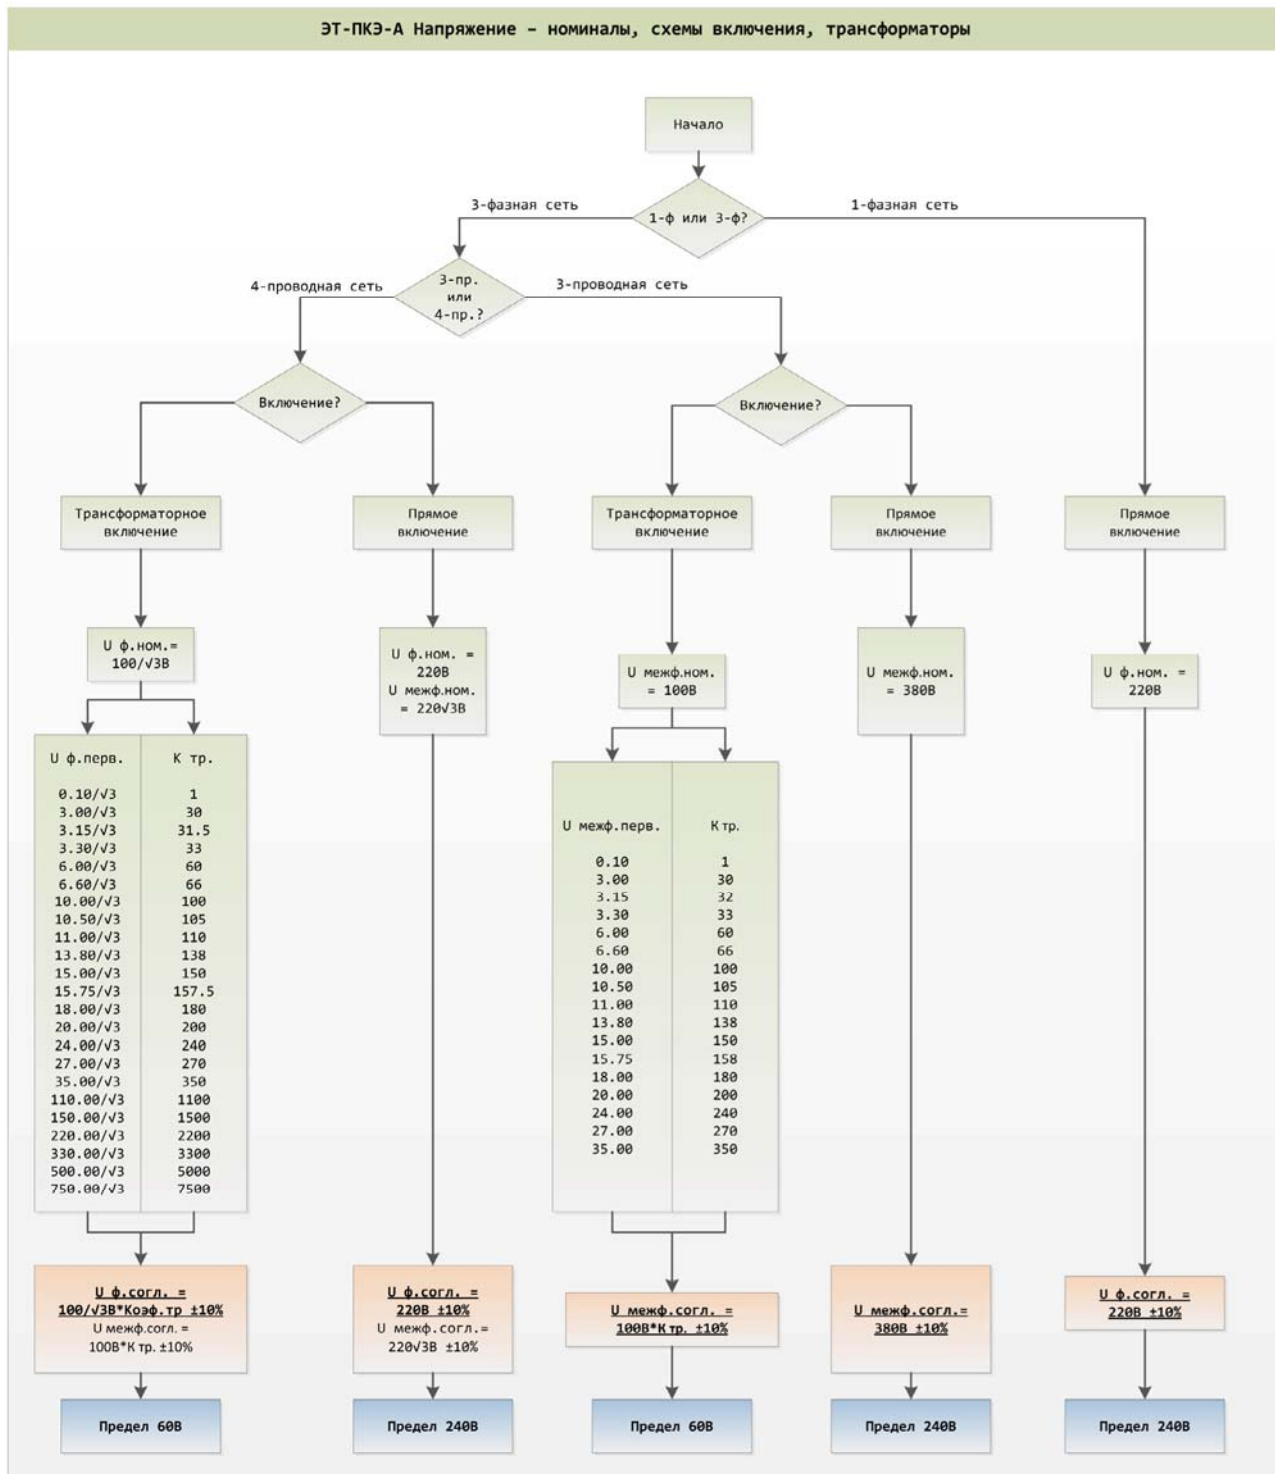 ЭТ-ПКЭ-А Напряжение – номиналы, схемы включения, трансформаторы
Начало
1-ф или 3-ф?
3-фазная сеть
1-фазная сеть
3-пр.
или
4-пр.?
4-проводная сеть
3-проводная сеть
Включение?
Включение?
Трансформаторное
включение
Прямое
включение
Трансформаторное
включение
Прямое
включение
Прямое
включение
U ф.ном.=
100/√3В
U ф.ном. =
220В
U межф.ном.
= 220√3В
U межф.ном.
= 100В
U межф.ном.
= 380В
U ф.ном. =
220В
U ф.перв. К тр.
0.10/√3 1
3.00/√3 30
3.15/√3 31.5
3.30/√3 33
6.00/√3 60
6.60/√3 66
10.00/√3 100
10.50/√3 105
11.00/√3 110
13.80/√3 138
15.00/√3 150
15.75/√3 157.5
18.00/√3 180
20.00/√3 200
24.00/√3 240
27.00/√3 270
35.00/√3 350
110.00/√3 1100
150.00/√3 1500
220.00/√3 2200
330.00/√3 3300
500.00/√3 5000
750.00/√3 7500
U межф.перв. К тр.
0.10 1
3.00 30
3.15 32
3.30 33
6.00 60
6.60 66
10.00 100
10.50 105
11.00 110
13.80 138
15.00 150
15.75 158
18.00 180
20.00 200
24.00 240
27.00 270
35.00 350
U ф.согл. =
100/√3В*Коэф.тр ±10%
U межф.согл. =
100В*К тр. ±10%
U ф.согл. =
220В ±10%
U межф.согл.=
220√3В ±10%
U межф.согл. =
100В*К тр. ±10%
U межф.согл.=
380В ±10%
U ф.согл. =
220В ±10%
Предел 60В
Предел 240В
Предел 60В
Предел 240В
Предел 240В